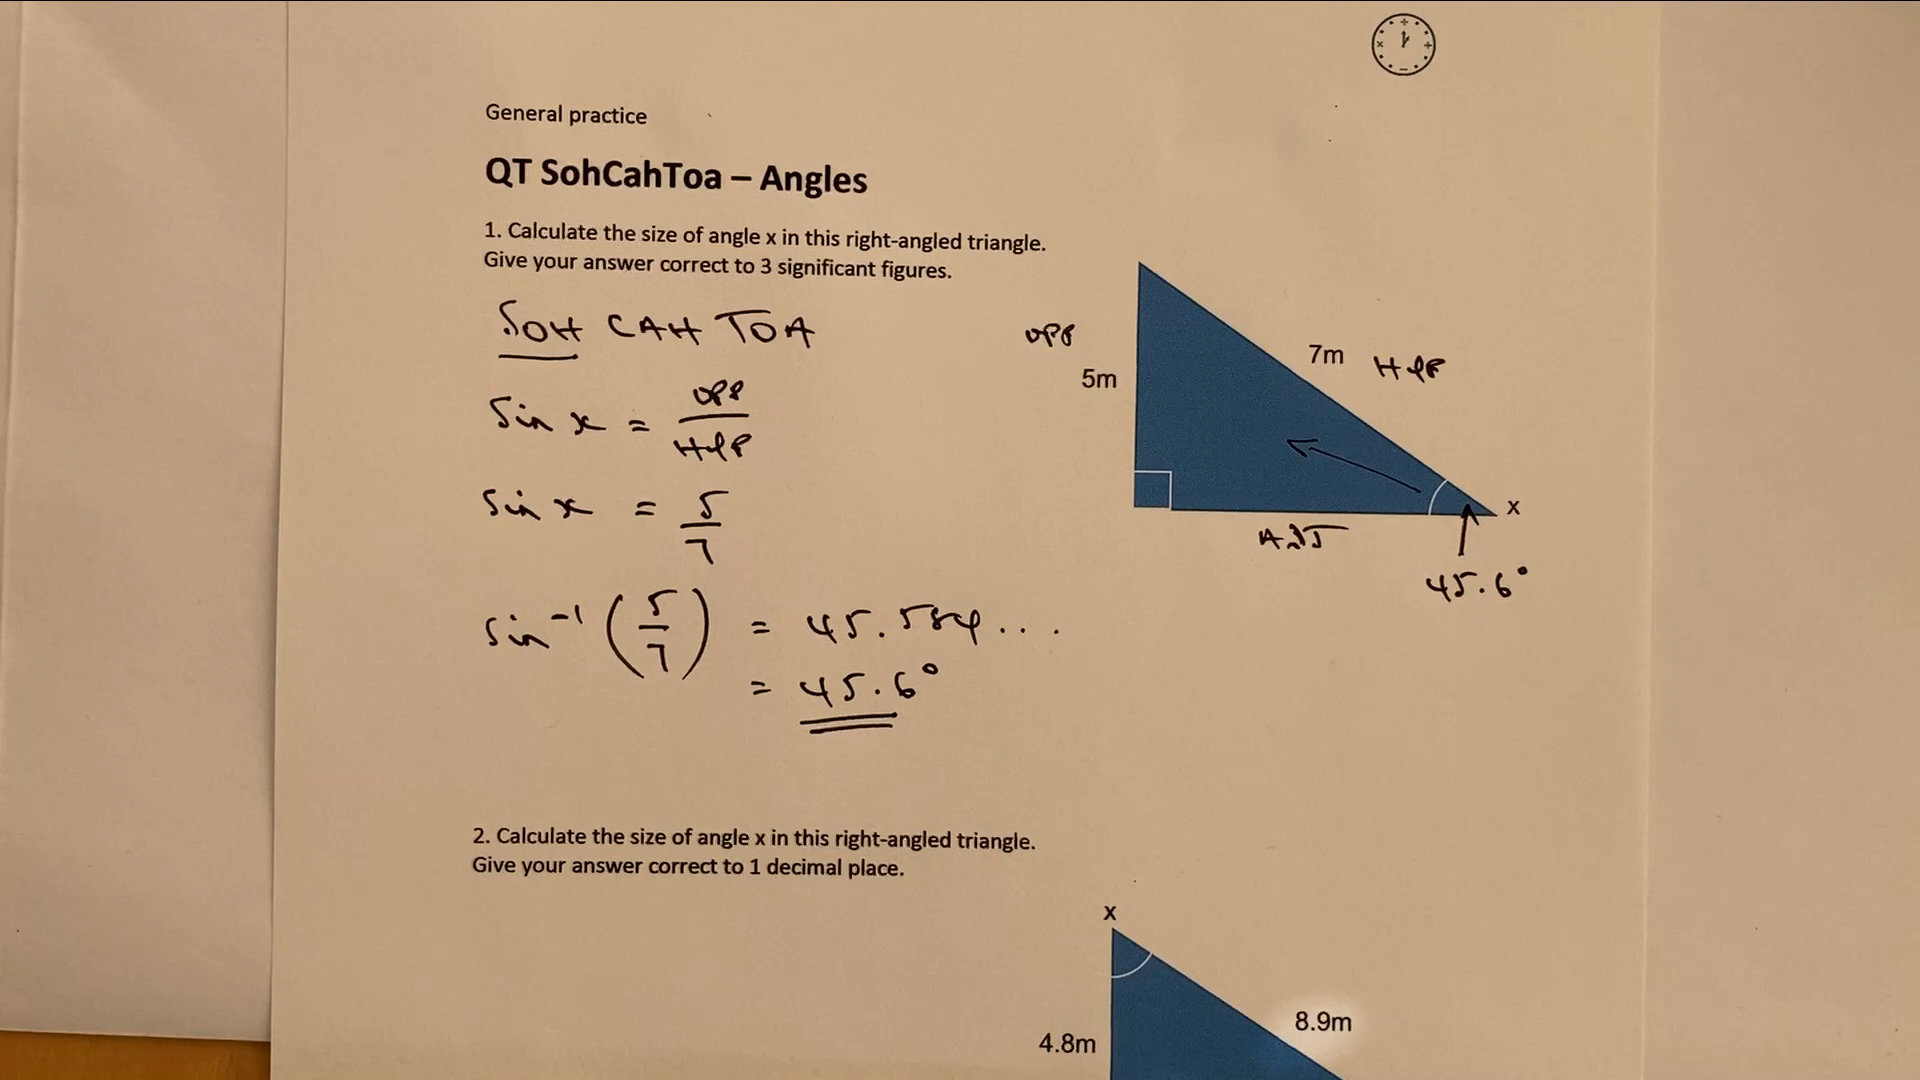 General practice
QT SohCahToa – Angles
1. Calculate the size of angle x in this right-angled triangle.
Give your answer correct to 3 significant figures.
SOH CAH TOA
Sin x = OPP / HYP
Sin x = 5 / 7
Sin⁻¹ (5 / 7) = 45.584...
= 45.6°
OPP
5m
7m HYP
x
ADJ
45.6°
2. Calculate the size of angle x in this right-angled triangle.
Give your answer correct to 1 decimal place.
x
8.9m
4.8m